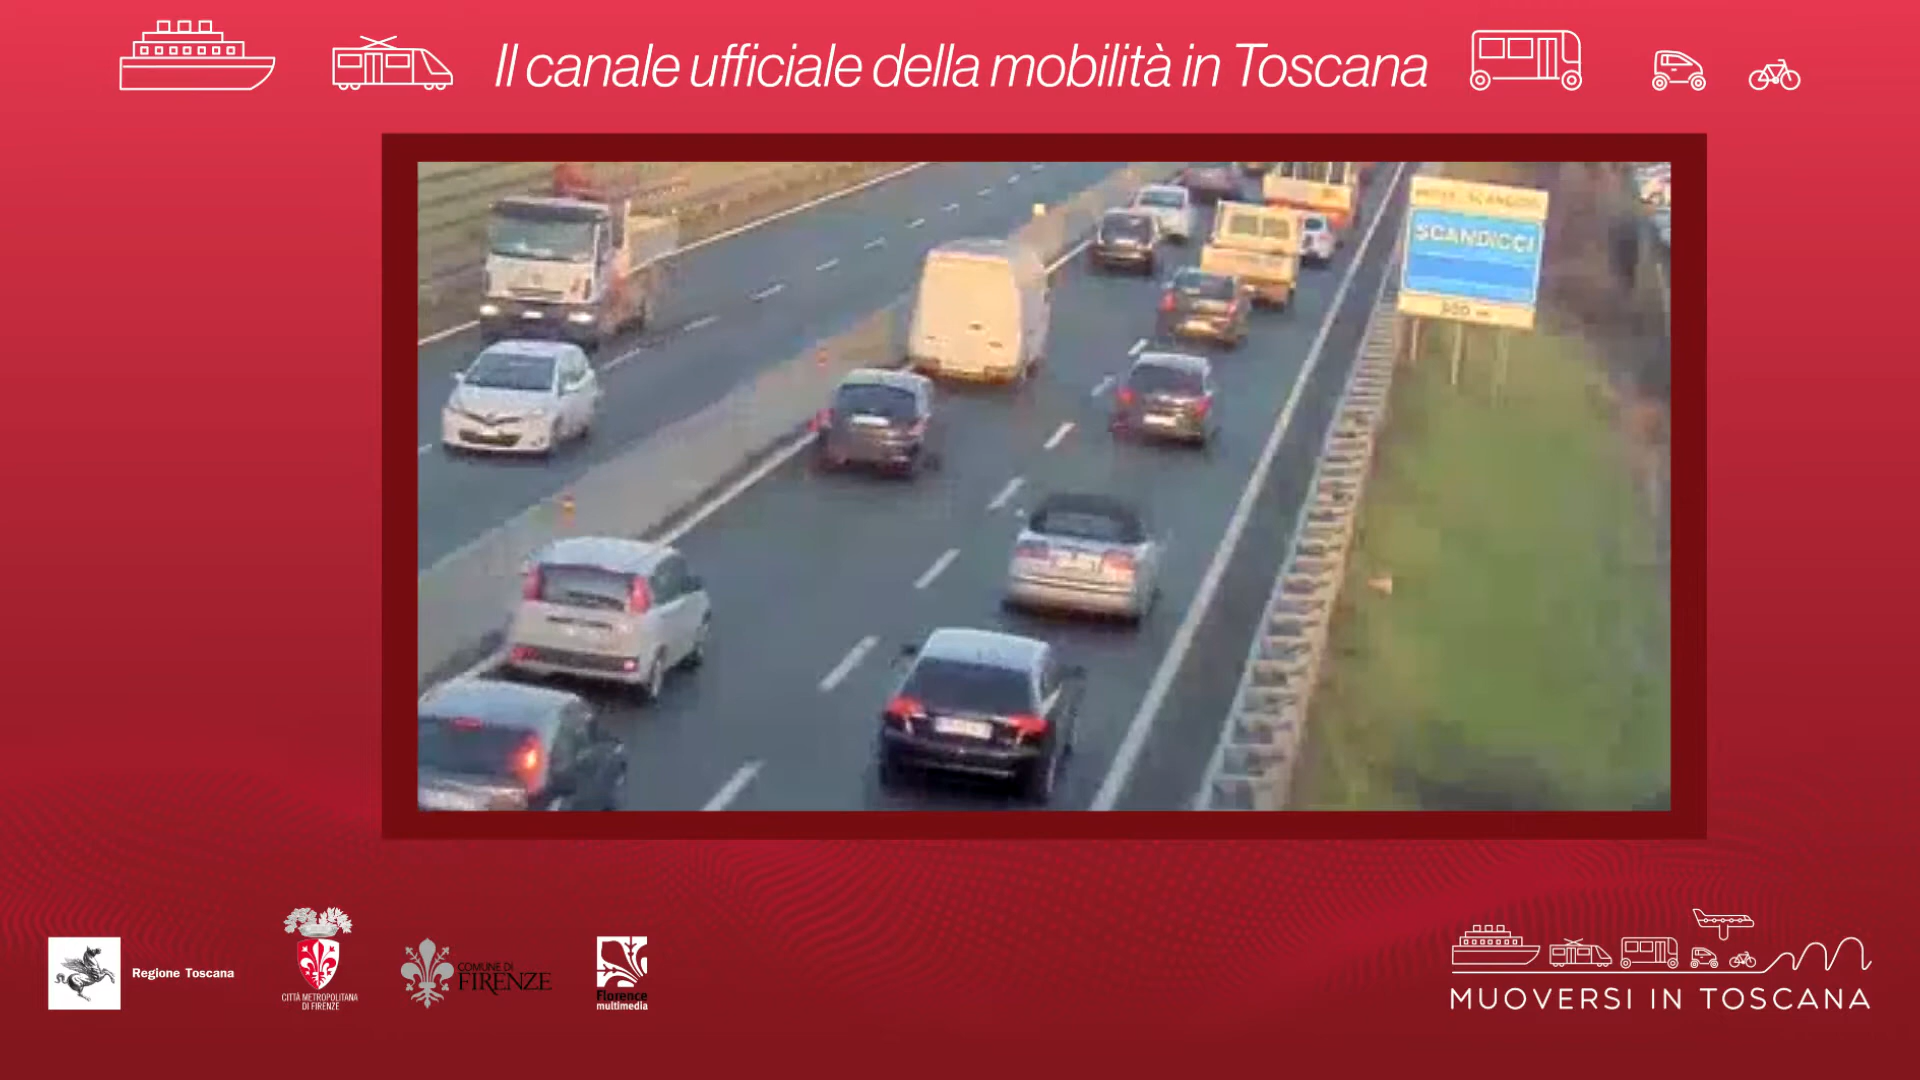 Il canale ufficiale della mobilità in Toscana
SCANDICCI
Regione Toscana
CITTÀ METROPOLITANA
DI FIRENZE
COMUNE DI
FIRENZE
Florence
multimedia
MUOVERSI IN TOSCANA